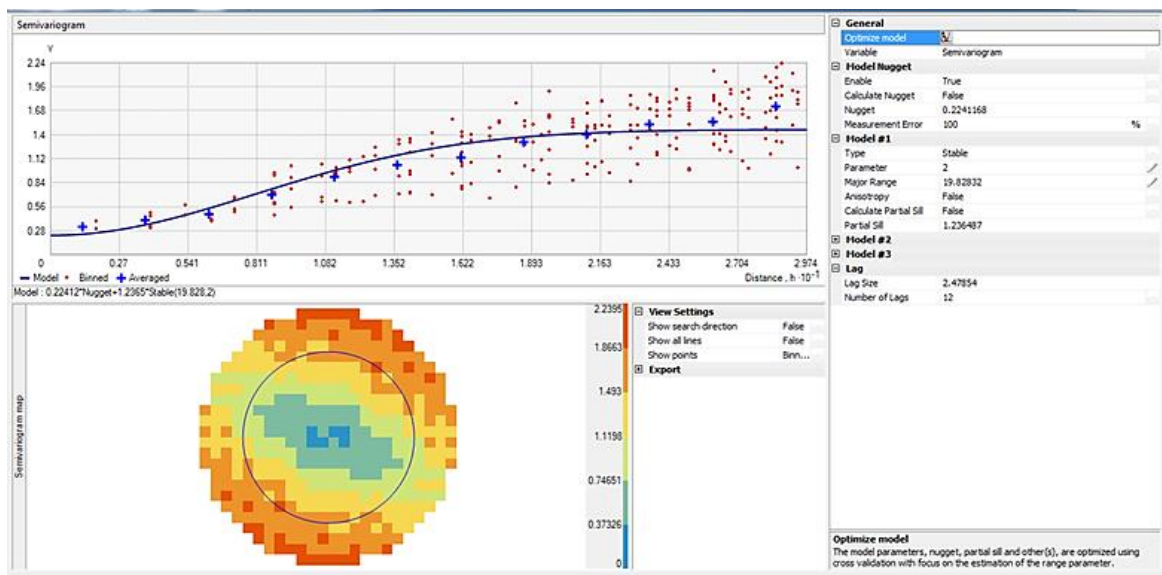 Semivariogram
γ
2.24
1.96
1.68
1.4
1.12
0.84
0.56
0.28
0 0.27 0.541 0.811 1.082 1.352 1.622 1.893 2.163 2.433 2.704 2.974
Distance, h ·10⁻¹
Model Binned Averaged
Model : 0.22412*Nugget+1.2365*Stable(19.828,2)
Semivariogram map
2.2395
1.8663
1.493
1.1198
0.74651
0.37326
0
View Settings
Show search direction False
Show all lines False
Show points Binn...
Export
General
Optimize model
Variable Semivariogram
Model Nugget
Enable True
Calculate Nugget False
Nugget 0.2241168
Measurement Error 100 %
Model #1
Type Stable
Parameter 2
Major Range 19.82832
Anisotropy False
Calculate Partial Sill False
Partial Sill 1.236487
Model #2
Model #3
Lag
Lag Size 2.47854
Number of Lags 12
Optimize model
The model parameters, nugget, partial sill and other(s), are optimized using
cross validation with focus on the estimation of the range parameter.